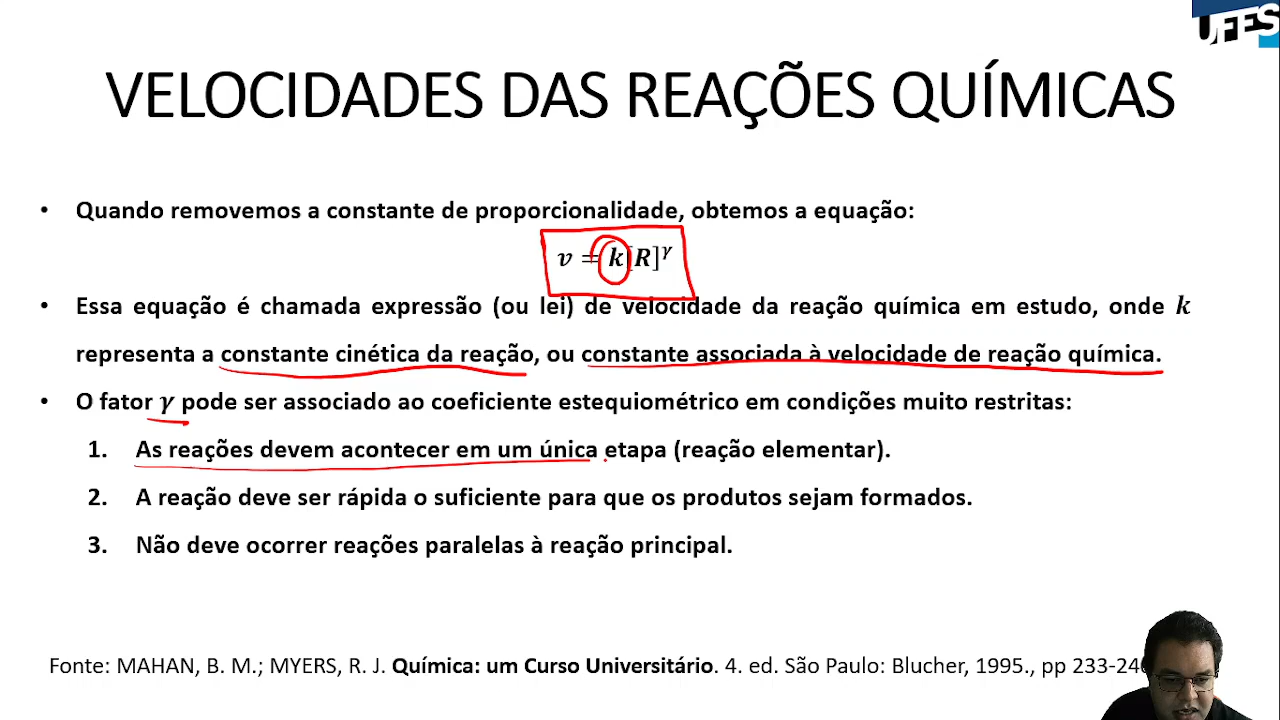 UFES
VELOCIDADES DAS REAÇÕES QUÍMICAS
• Quando removemos a constante de proporcionalidade, obtemos a equação:
v = k[R]^γ
• Essa equação é chamada expressão (ou lei) de velocidade da reação química em estudo, onde k
representa a constante cinética da reação, ou constante associada à velocidade de reação química.
• O fator γ pode ser associado ao coeficiente estequiométrico em condições muito restritas:
1. As reações devem acontecer em um única etapa (reação elementar).
2. A reação deve ser rápida o suficiente para que os produtos sejam formados.
3. Não deve ocorrer reações paralelas à reação principal.
Fonte: MAHAN, B. M.; MYERS, R. J. Química: um Curso Universitário. 4. ed. São Paulo: Blucher, 1995., pp 233-24